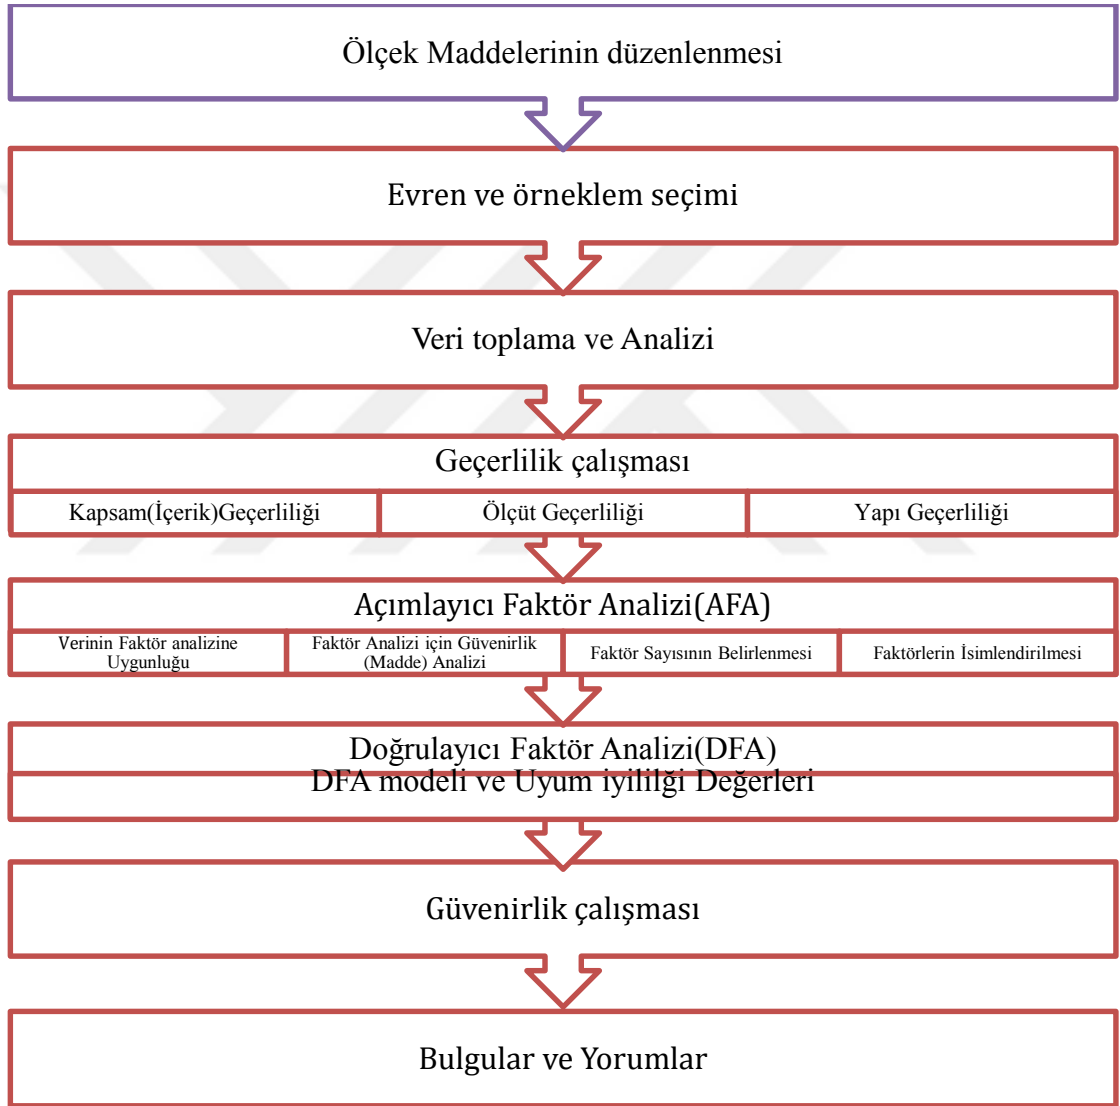 Ölçek Maddelerinin düzenlenmesi
Evren ve örneklem seçimi
Veri toplama ve Analizi
Geçerlilik çalışması
Kapsam(İçerik)Geçerliliği
Ölçüt Geçerliliği
Yapı Geçerliliği
Açımlayıcı Faktör Analizi(AFA)
Verinin Faktör analizine
Uygunluğu
Faktör Analizi için Güvenirlik
(Madde) Analizi
Faktör Sayısının Belirlenmesi
Faktörlerin İsimlendirilmesi
Doğrulayıcı Faktör Analizi(DFA)
DFA modeli ve Uyum iyililği Değerleri
Güvenirlik çalışması
Bulgular ve Yorumlar